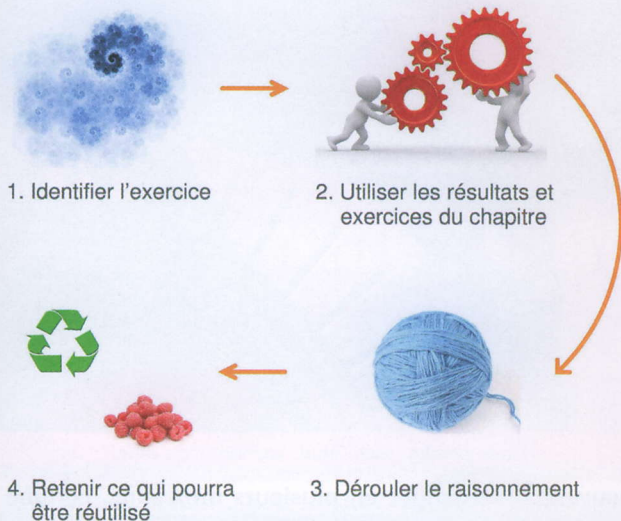 1. Identifier l'exercice
2. Utiliser les résultats et
exercices du chapitre
3. Dérouler le raisonnement
4. Retenir ce qui pourra
être réutilisé